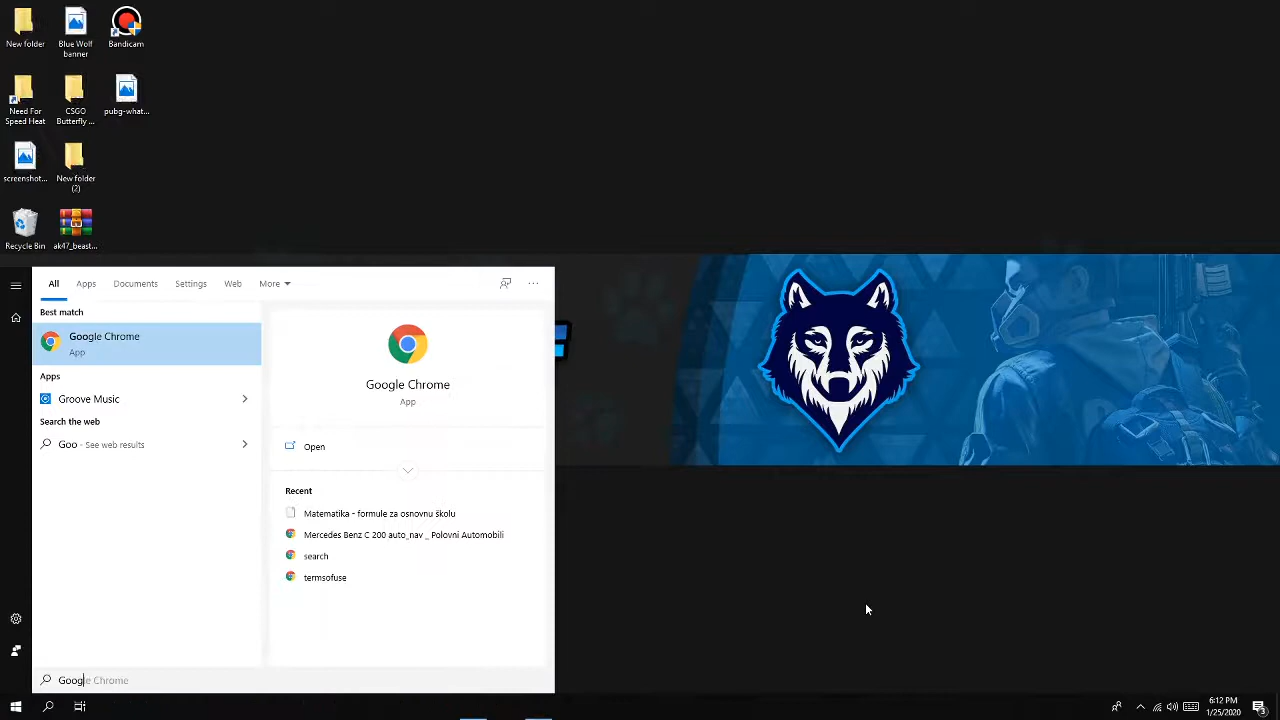 New folder
Blue Wolf
banner
Bandicam
Need For
Speed Heat
CSGO
Butterfly ...
pubg-what...
screenshot...
New folder
(2)
Recycle Bin
ak47_beast...
All
Apps
Documents
Settings
Web
More
Best match
Google Chrome
App
Apps
Groove Music
Search the web
Goo - See web results
Google Chrome
App
Open
Recent
Matematika - formule za osnovnu školu
Mercedes Benz C 200 auto_nav _ Polovni Automobili
search
termsofuse
Google Chrome
6:12 PM
1/25/2020
3